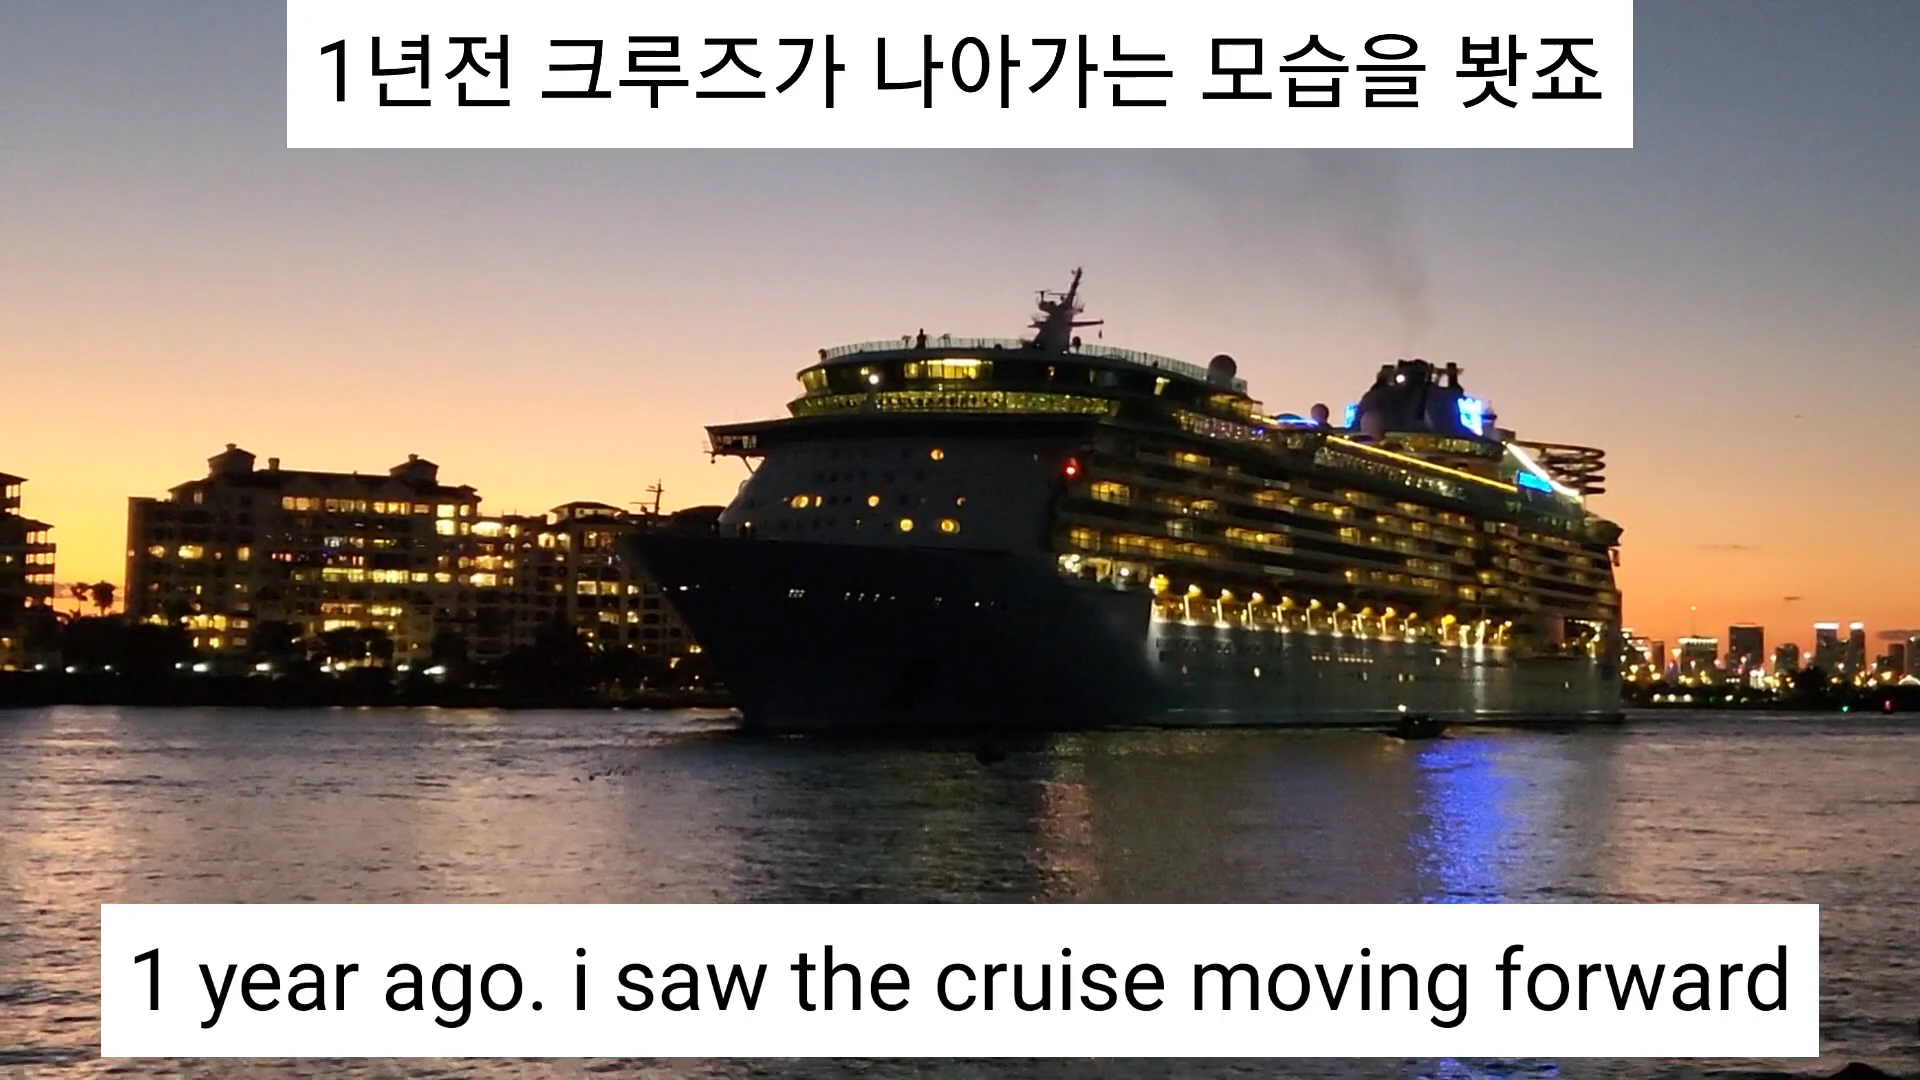 1년전 크루즈가 나아가는 모습을 봣죠
1 year ago. i saw the cruise moving forward